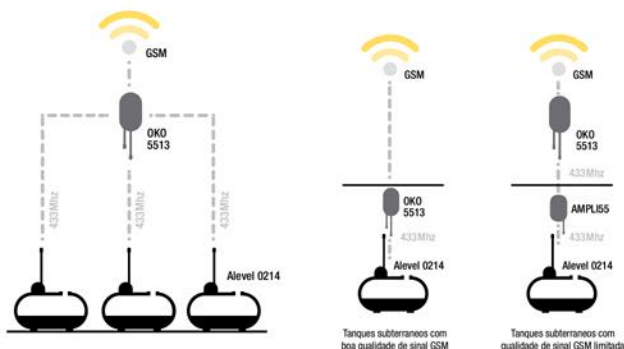 GSM
OKO
5513
433Mhz
433Mhz
433Mhz
Alevel 0214
GSM
OKO
5513
433Mhz
Alevel 0214
Tanques subterraneos com
boa qualidade de sinal GSM
GSM
OKO
5513
433Mhz
AMPLI55
433Mhz
Alevel 0214
Tanques subterraneos com
qualidade de sinal GSM limitada